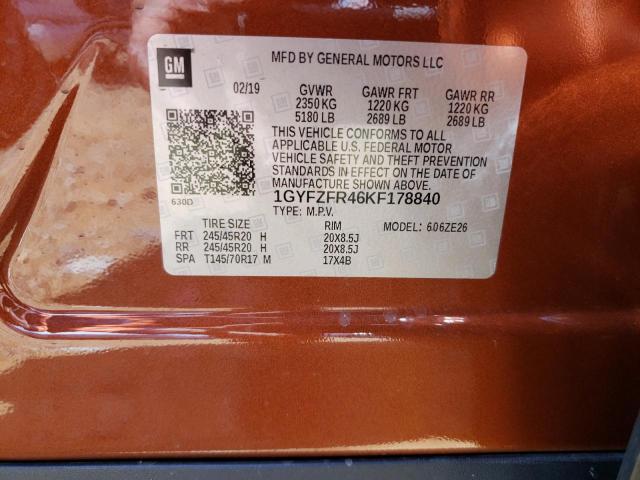 GM
MFD BY GENERAL MOTORS LLC
02/19 GVWR GAWR FRT GAWR RR
2350 KG 1220 KG 1220 KG
5180 LB 2689 LB 2689 LB
THIS VEHICLE CONFORMS TO ALL
APPLICABLE U.S. FEDERAL MOTOR
VEHICLE SAFETY AND THEFT PREVENTION
STANDARDS IN EFFECT ON THE DATE OF
MANUFACTURE SHOWN ABOVE.
630D 1GYFZFR46KF178840
TYPE: M.P.V. MODEL: 6.06ZE26
TIRE SIZE RIM
FRT 245/45R20 H 20X8.5J
RR 245/45R20 H 20X8.5J
SPA T145/70R17 M 17X4B